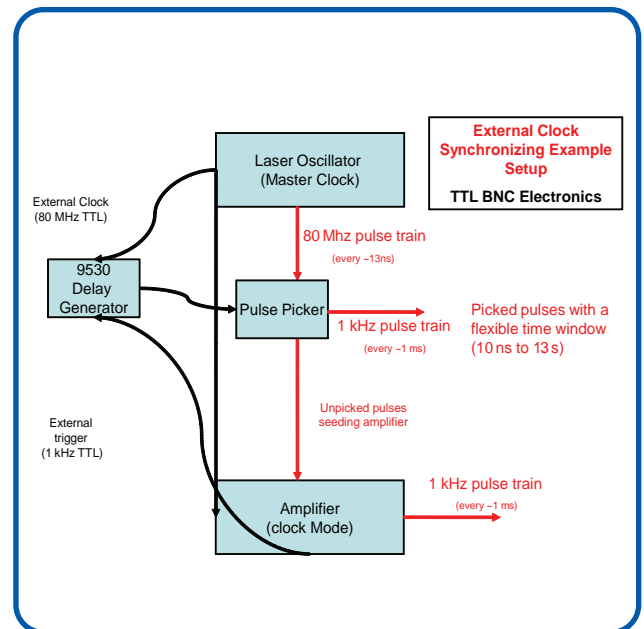 External Clock
Synchronizing Example
Setup
TTL BNC Electronics
Laser Oscillator
(Master Clock)
External Clock
(80 MHz TTL)
80 Mhz pulse train
(every ~13ns)
9530
Delay
Generator
Pulse Picker
1 kHz pulse train
(every ~1 ms)
Picked pulses with a
flexible time window
(10 ns to 13 s)
Unpicked pulses
seeding amplifier
External
trigger
(1 kHz TTL)
Amplifier
(clock Mode)
1 kHz pulse train
(every ~1 ms)